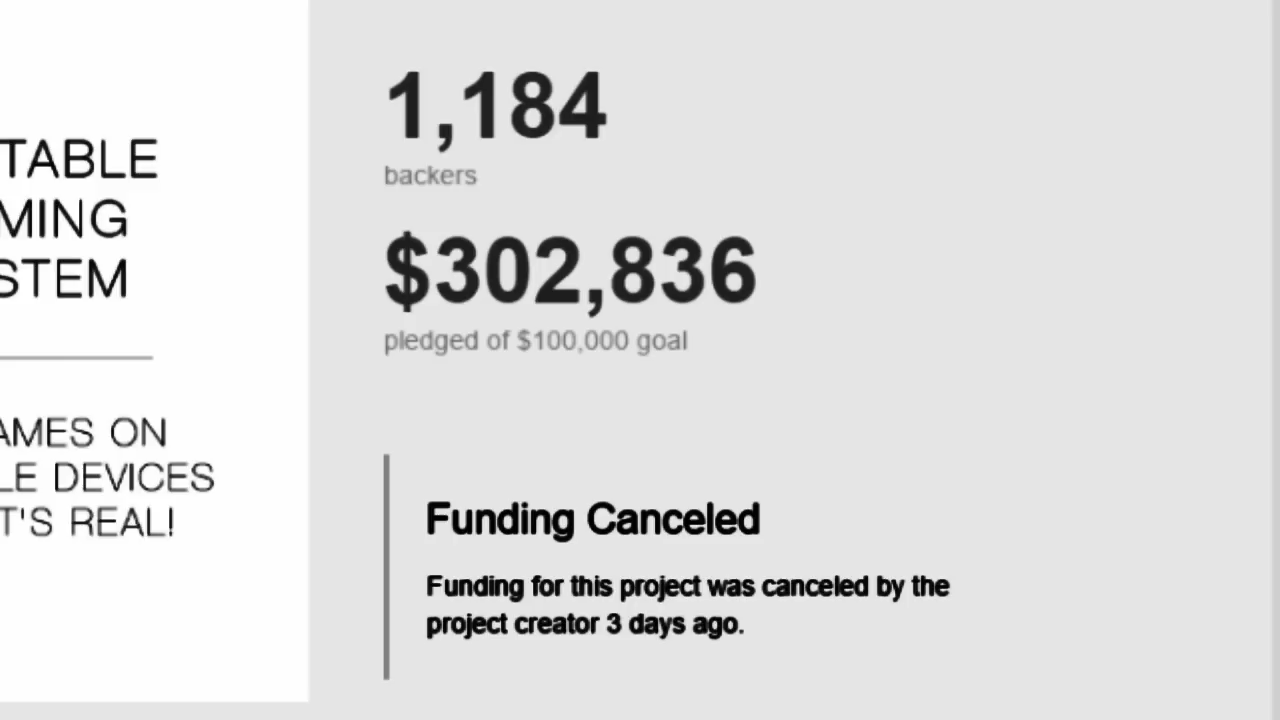 TABLE
MING
STEM
AMES ON
LE DEVICES
T'S REAL!
1,184
backers
$302,836
pledged of $100,000 goal
Funding Canceled
Funding for this project was canceled by the
project creator 3 days ago.